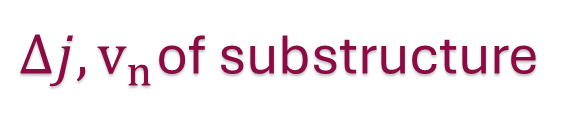 Δj, vₙ of substructure